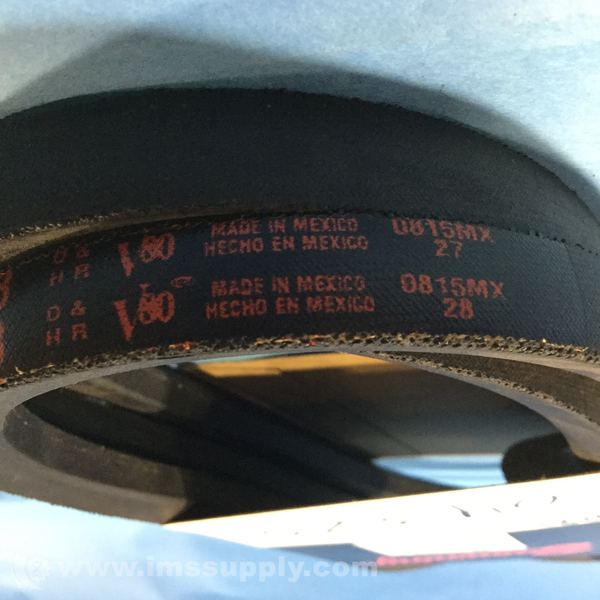 D &
H R
V80
MADE IN MEXICO
HECHO EN MEXICO
0815MX
27
D &
H R
V80
MADE IN MEXICO
HECHO EN MEXICO
0815MX
28
www.imssupply.com